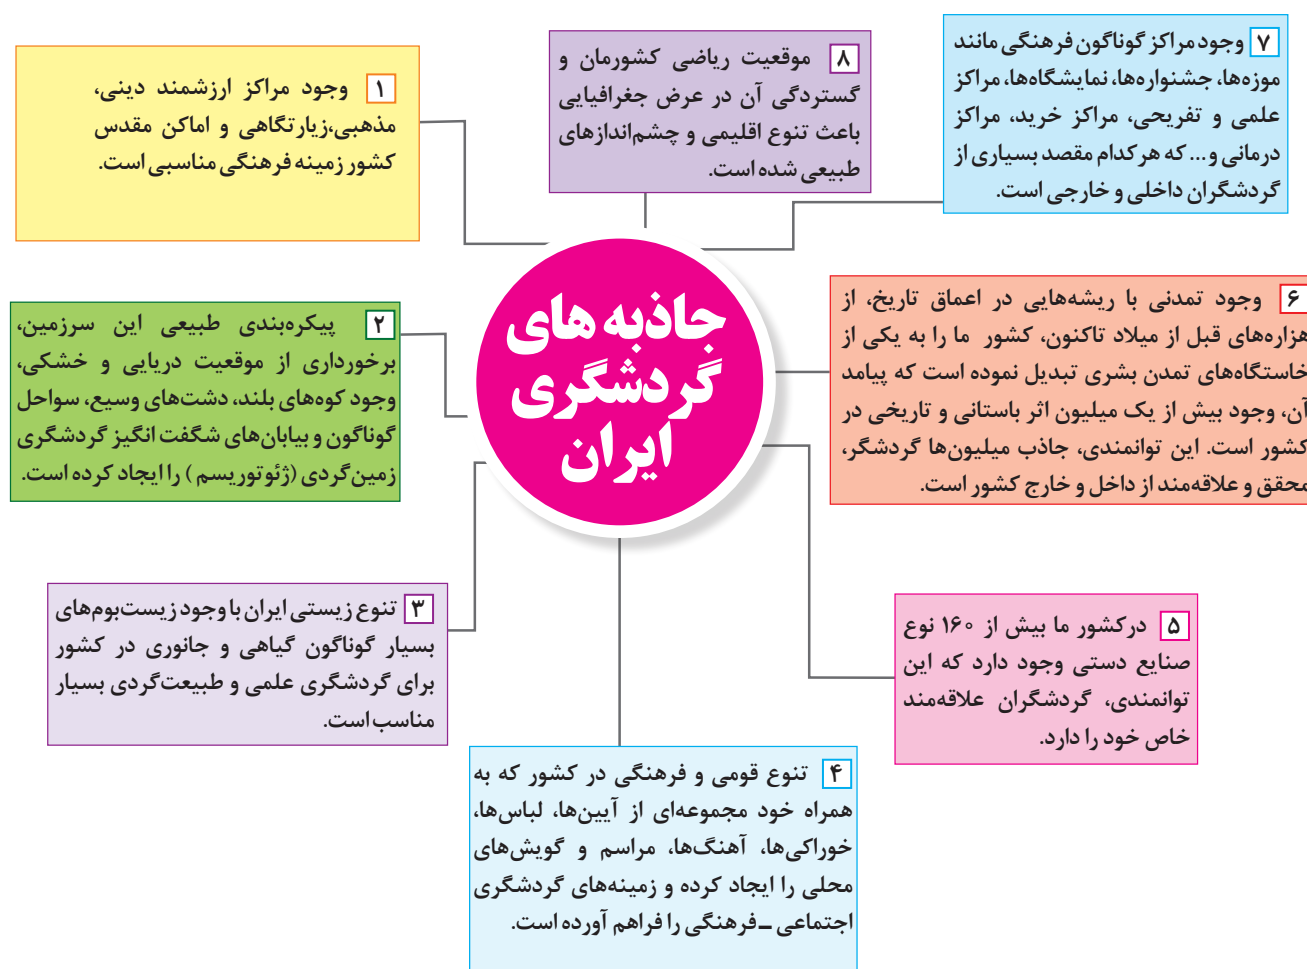 جاذبه های
گردشگری
ایران
۱ وجود مراکز ارزشمند دینی،
مذهبی،زیارتگاهی و اماکن مقدس
کشور زمینه فرهنگی مناسبی است.
۲ پیکره‌بندی طبیعی این سرزمین،
برخورداری از موقعیت دریایی و خشکی،
وجود کوه‌های بلند، دشت‌های وسیع، سواحل
گوناگون و بیابان‌های شگفت انگیز گردشگری
زمین‌گردی (ژئوتوریسم ) را ایجاد کرده است.
۳ تنوع زیستی ایران با وجود زیست‌بوم‌های
بسیار گوناگون گیاهی و جانوری در کشور
برای گردشگری علمی و طبیعت‌گردی بسیار
مناسب است.
۴ تنوع قومی و فرهنگی در کشور که به
همراه خود مجموعه‌ای از آیین‌ها، لباس‌ها،
خوراکی‌ها، آهنگ‌ها، مراسم و گویش‌های
محلی را ایجاد کرده و زمینه‌های گردشگری
اجتماعی ــ فرهنگی را فراهم آورده است.
۵ درکشور ما بیش از ۱۶۰ نوع
صنایع دستی وجود دارد که این
توانمندی، گردشگران علاقه‌مند
خاص خود را دارد.
۶ وجود تمدنی با ریشه‌هایی در اعماق تاریخ، از
هزاره‌های قبل از میلاد تاکنون، کشور ما را به یکی از
خاستگاه‌های تمدن بشری تبدیل نموده است که پیامد
آن، وجود بیش از یک میلیون اثر باستانی و تاریخی در
کشور است. این توانمندی، جاذب میلیون‌ها گردشگر،
محقق و علاقه‌مند از داخل و خارج کشور است.
۷ وجود مراکز گوناگون فرهنگی مانند
موزه‌ها، جشنواره‌ها، نمایشگاه‌ها، مراکز
علمی و تفریحی، مراکز خرید، مراکز
درمانی و... که هر کدام مقصد بسیاری از
گردشگران داخلی و خارجی است.
۸ موقعیت ریاضی کشورمان و
گستردگی آن در عرض جغرافیایی
باعث تنوع اقلیمی و چشم‌اندازهای
طبیعی شده است.